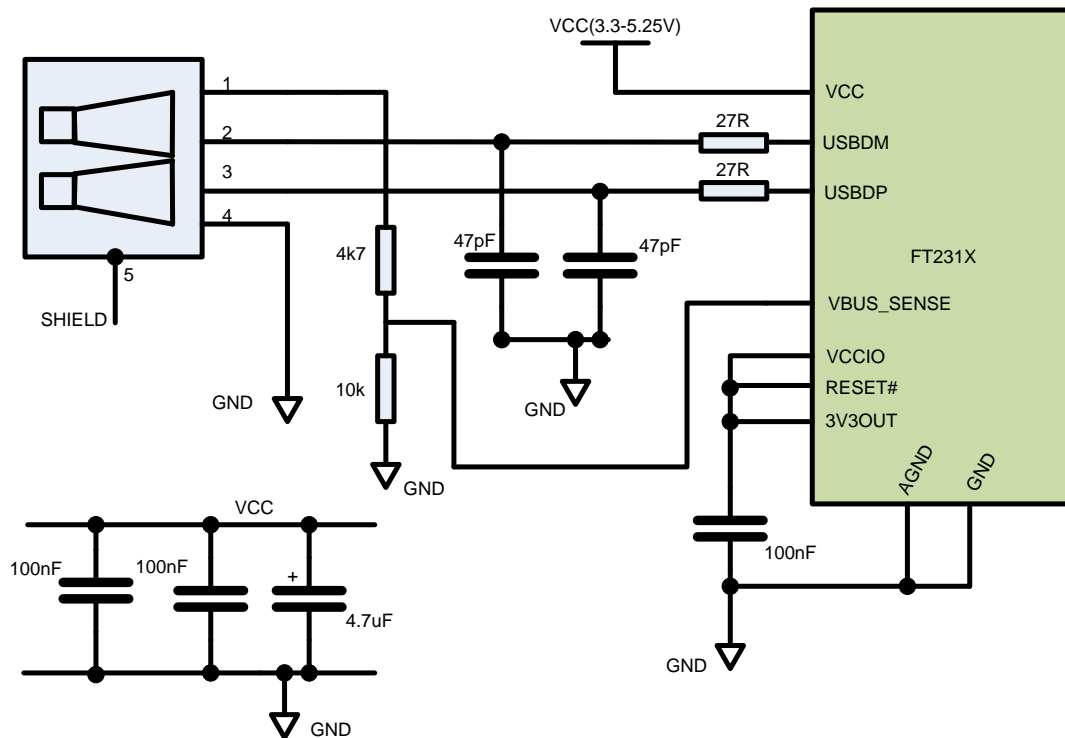 VCC(3.3-5.25V)
1
VCC
27R
2
USBDM
27R
3
USBDP
4
47pF
47pF
4k7
FT231X
5
SHIELD
VBUS_SENSE
VCCIO
10k
RESET#
GND
GND
3V3OUT
AGND
GND
GND
VCC
100nF
100nF
100nF
+
4.7uF
GND
GND